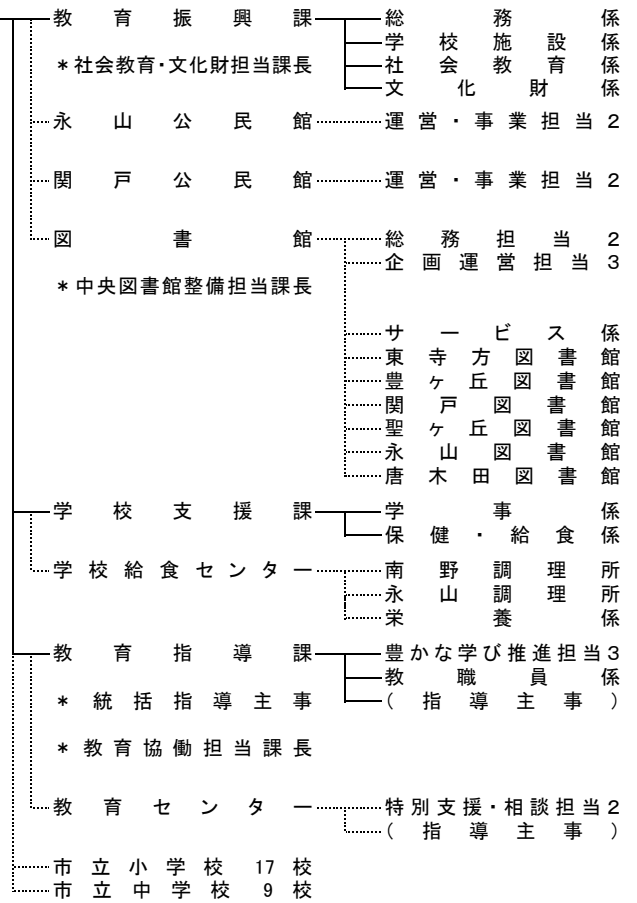 教育振興課 総務係
学校施設係
＊社会教育・文化財担当課長 社会教育係
文化財係
永山公民館 運営・事業担当2
関戸公民館 運営・事業担当2
図書館 総務担当2
企画運営担当3
＊中央図書館整備担当課長
サービス係
東寺方図書館
豊ヶ丘図書館
関戸図書館
聖ヶ丘図書館
永山図書館
唐木田図書館
学校支援課 学事係
保健・給食係
学校給食センター 南野調理所
永山調理所
栄養係
教育指導課 豊かな学び推進担当3
教職員係
＊統括指導主事 (指導主事)
＊教育協働担当課長
教育センター 特別支援・相談担当2
(指導主事)
市立小学校 17校
市立中学校 9校